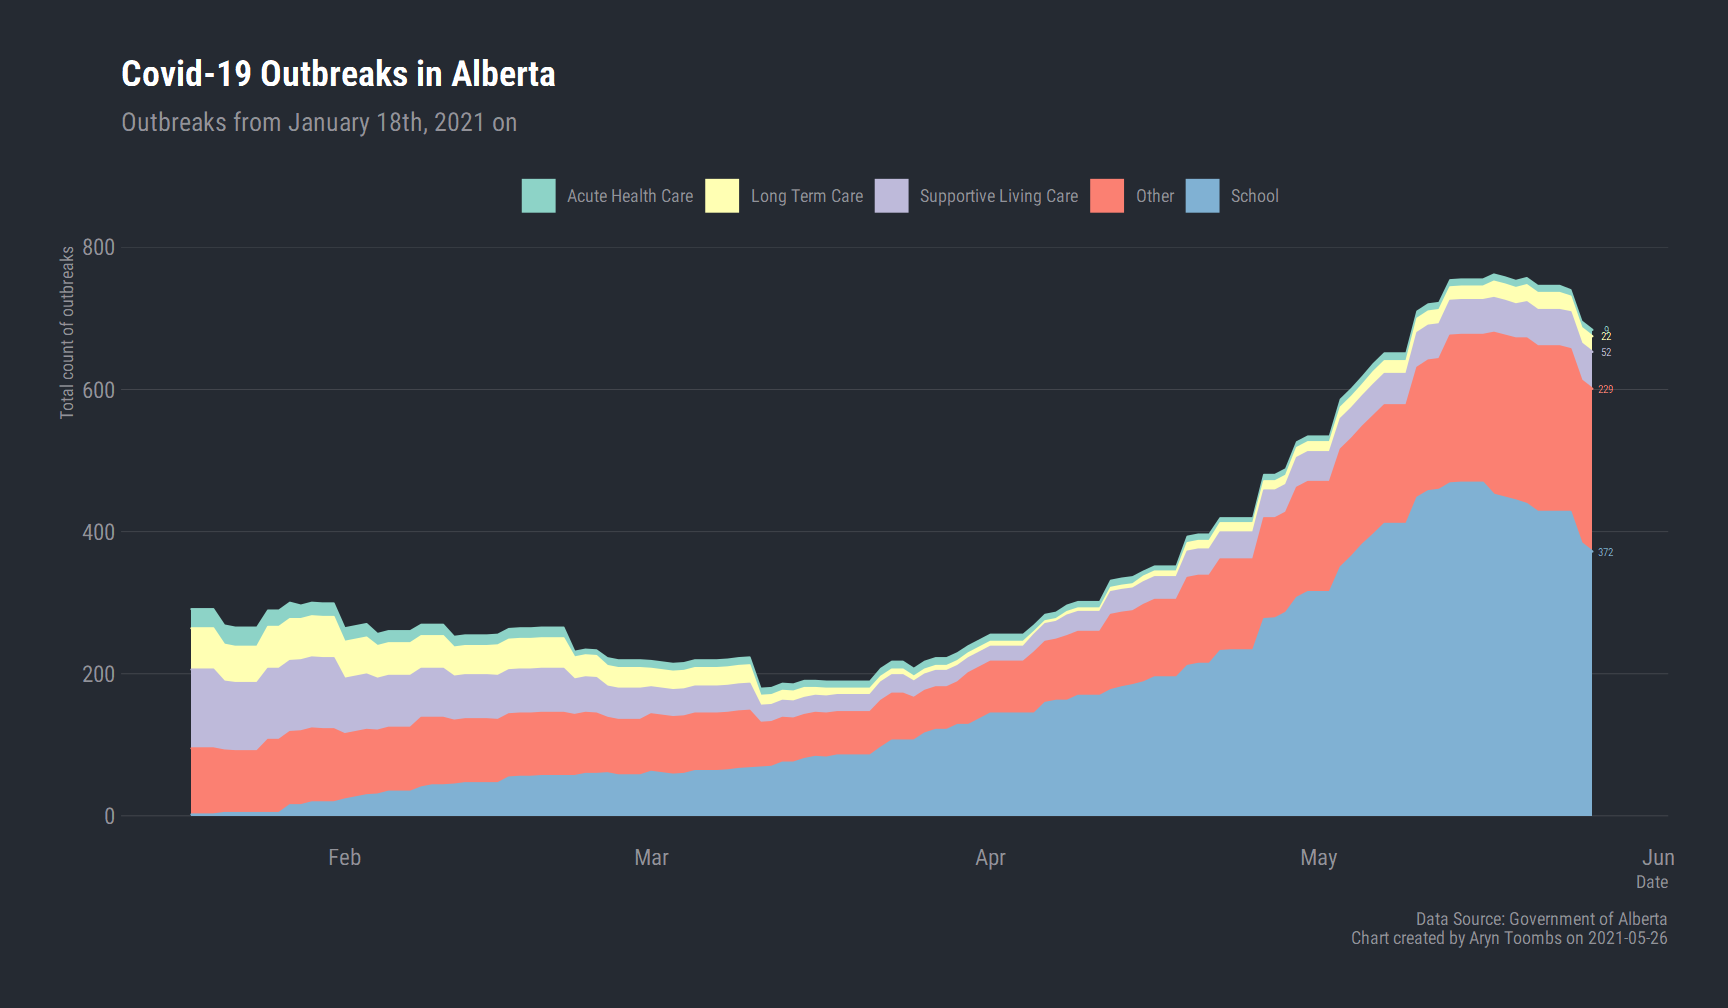 Covid-19 Outbreaks in Alberta
Outbreaks from January 18th, 2021 on
Acute Health Care
Long Term Care
Supportive Living Care
Other
School
Total count of outbreaks
800
600
400
200
0
9
22
52
229
372
Feb
Mar
Apr
May
Jun
Date
Data Source: Government of Alberta
Chart created by Aryn Toombs on 2021-05-26